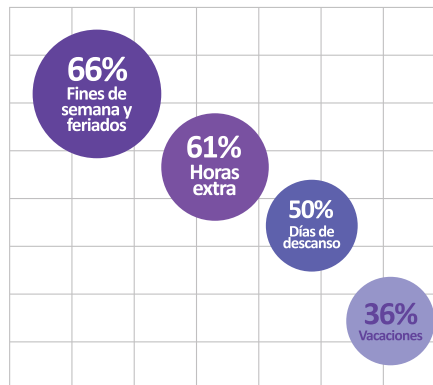 66%
Fines de
semana y
feriados
61%
Horas
extra
50%
Días de
descanso
36%
Vacaciones